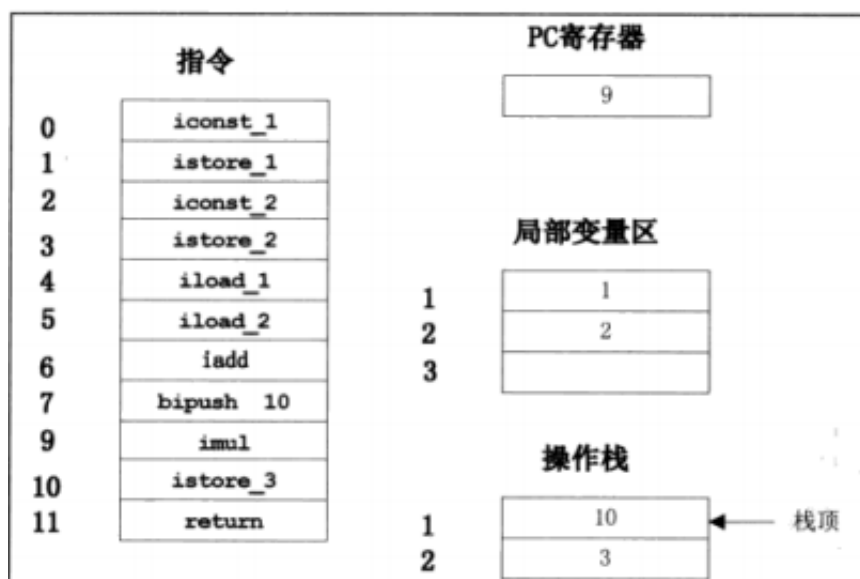 指令
0 iconst_1
1 istore_1
2 iconst_2
3 istore_2
4 iload_1
5 iload_2
6 iadd
7 bipush 10
9 imul
10 istore_3
11 return
PC寄存器
9
局部变量区
1 1
2 2
3
操作栈
1 10 栈顶
2 3